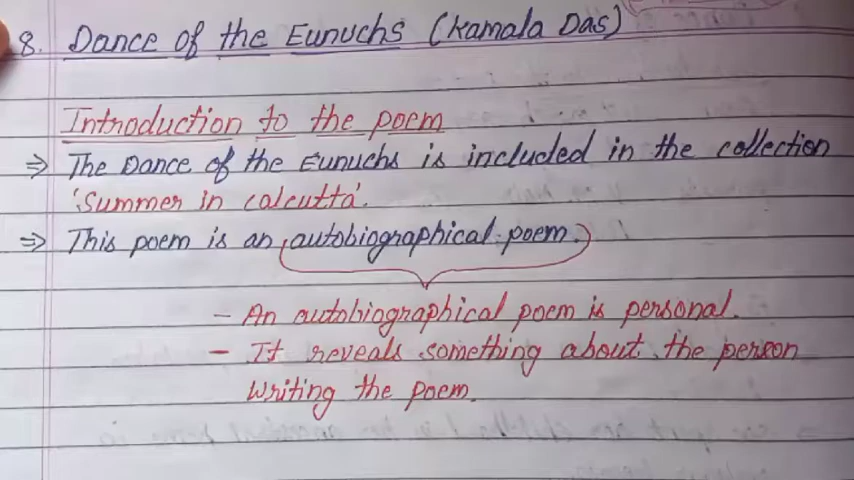 8. Dance of the Eunuchs (Kamala Das)
Introduction to the poem
⇒ The Dance of the Eunuchs is included in the collection
'Summer in calcutta'.
⇒ This poem is an (autobiographical poem.)
- An autobiographical poem is personal.
- It reveals something about the person
writing the poem.